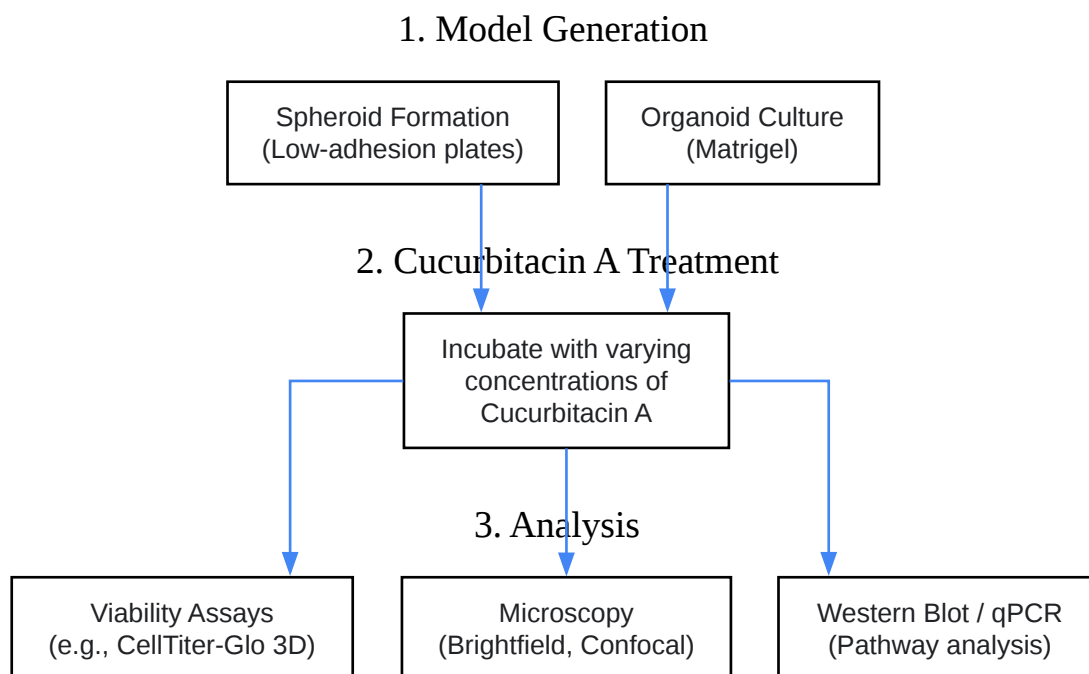 1. Model Generation
Spheroid Formation
(Low-adhesion plates)
Organoid Culture
(Matrigel)
2. Cucurbitacin A Treatment
Incubate with varying
concentrations of
Cucurbitacin A
3. Analysis
Viability Assays
(e.g., CellTiter-Glo 3D)
Microscopy
(Brightfield, Confocal)
Western Blot / qPCR
(Pathway analysis)